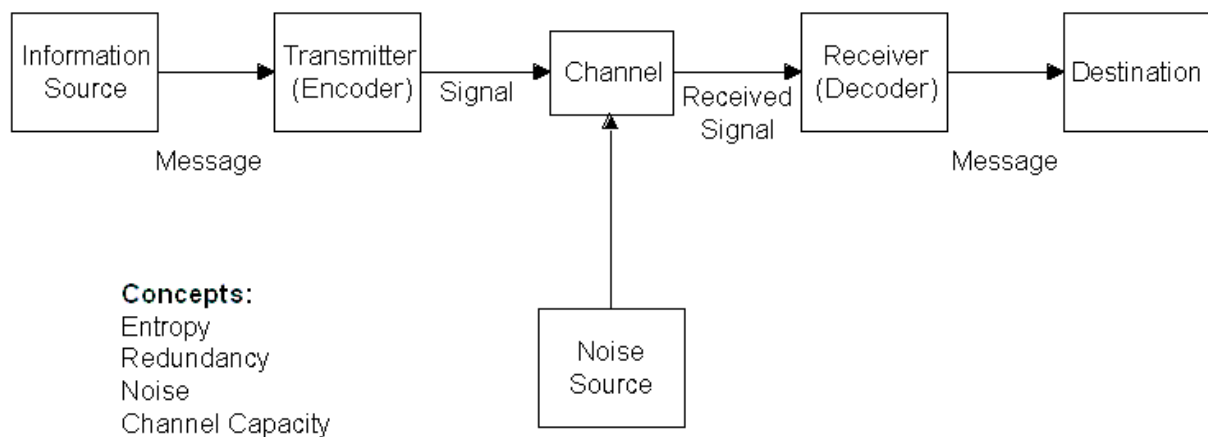 Information
Source
Transmitter
(Encoder)
Channel
Receiver
(Decoder)
Destination
Signal
Received
Signal
Message
Message
Concepts:
Entropy
Redundancy
Noise
Channel Capacity
Noise
Source